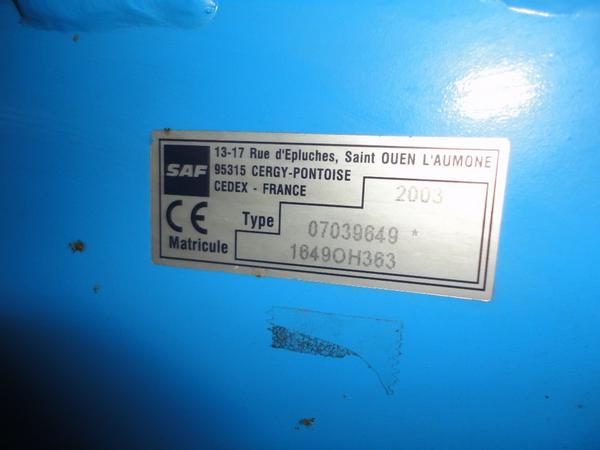 SAF
13-17 Rue d'Epluches, Saint OUEN L'AUMONE
95315 CERGY-PONTOISE
CEDEX - FRANCE
2003
CE
Type 07039649 *
Matricule 1649OH363